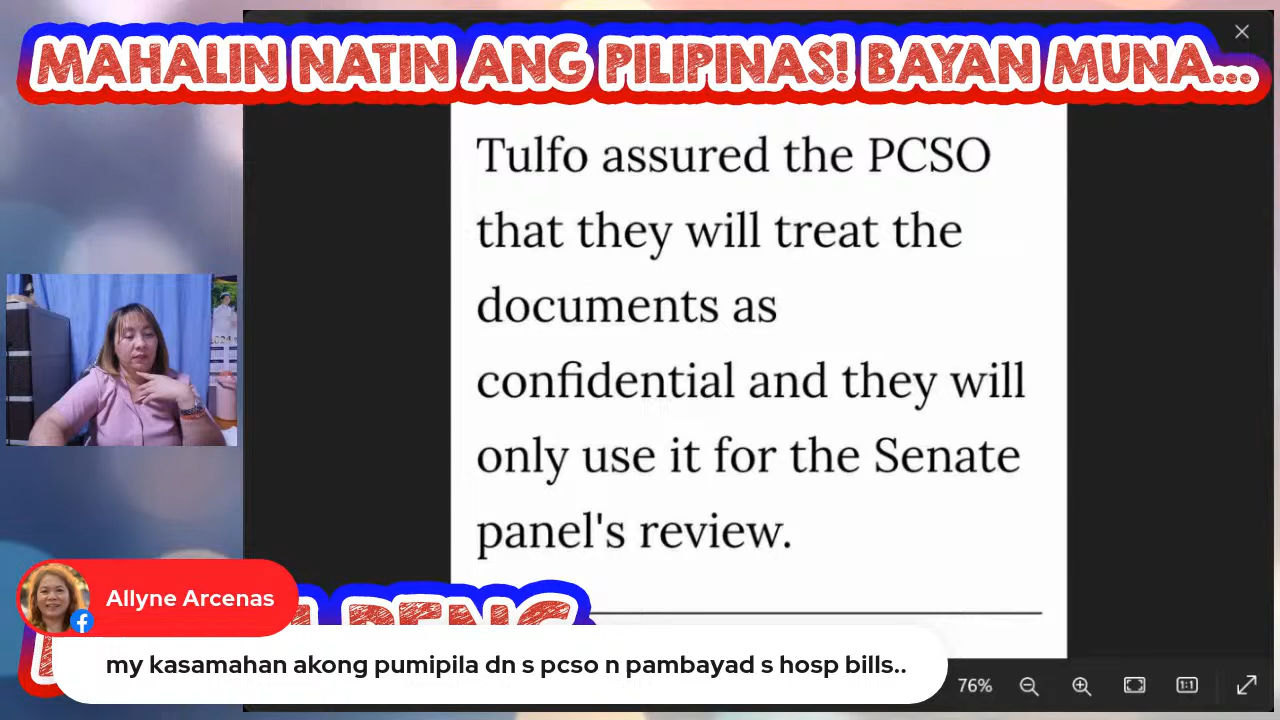 MAHALIN NATIN ANG PILIPINAS! BAYAN MUNA...
Tulfo assured the PCSO
that they will treat the
documents as
confidential and they will
only use it for the Senate
panel's review.
Allyne Arcenas
my kasamahan akong pumipila dn s pcso n pambayad s hosp bills..
76%
1:1